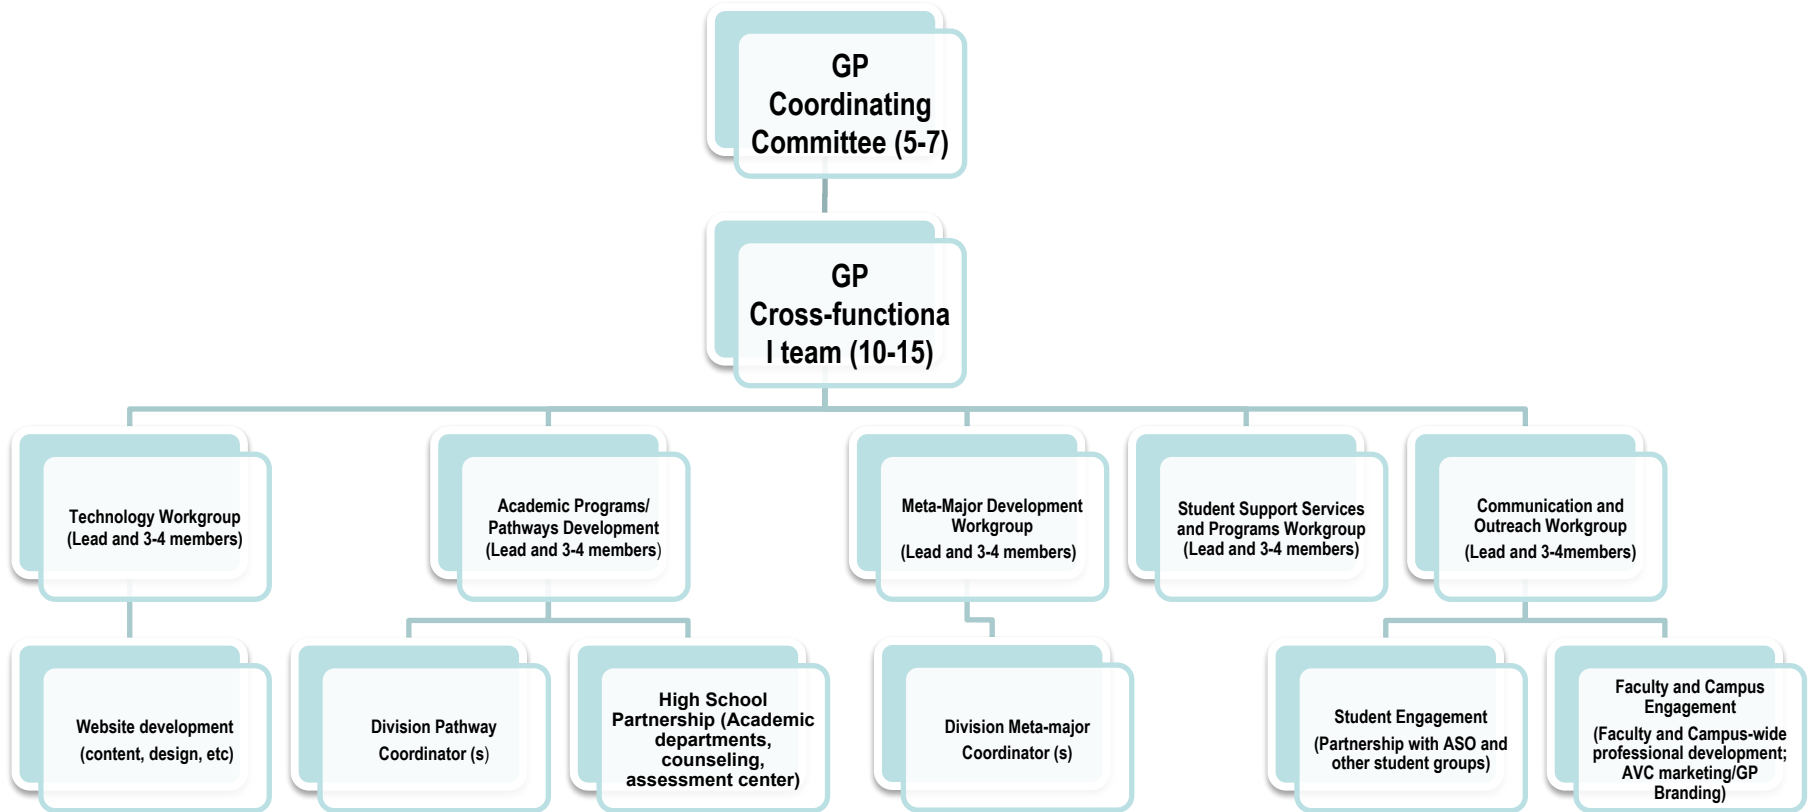 GP
Coordinating
Committee (5-7)
GP
Cross-functiona
l team (10-15)
Technology Workgroup
(Lead and 3-4 members)
Academic Programs/
Pathways Development
(Lead and 3-4 members)
Meta-Major Development
Workgroup
(Lead and 3-4 members)
Student Support Services
and Programs Workgroup
(Lead and 3-4 members)
Communication and
Outreach Workgroup
(Lead and 3-4members)
Website development
(content, design, etc)
Division Pathway
Coordinator (s)
High School
Partnership (Academic
departments,
counseling,
assessment center)
Division Meta-major
Coordinator (s)
Student Engagement
(Partnership with ASO and
other student groups)
Faculty and Campus
Engagement
(Faculty and Campus-wide
professional development;
AVC marketing/GP
Branding)